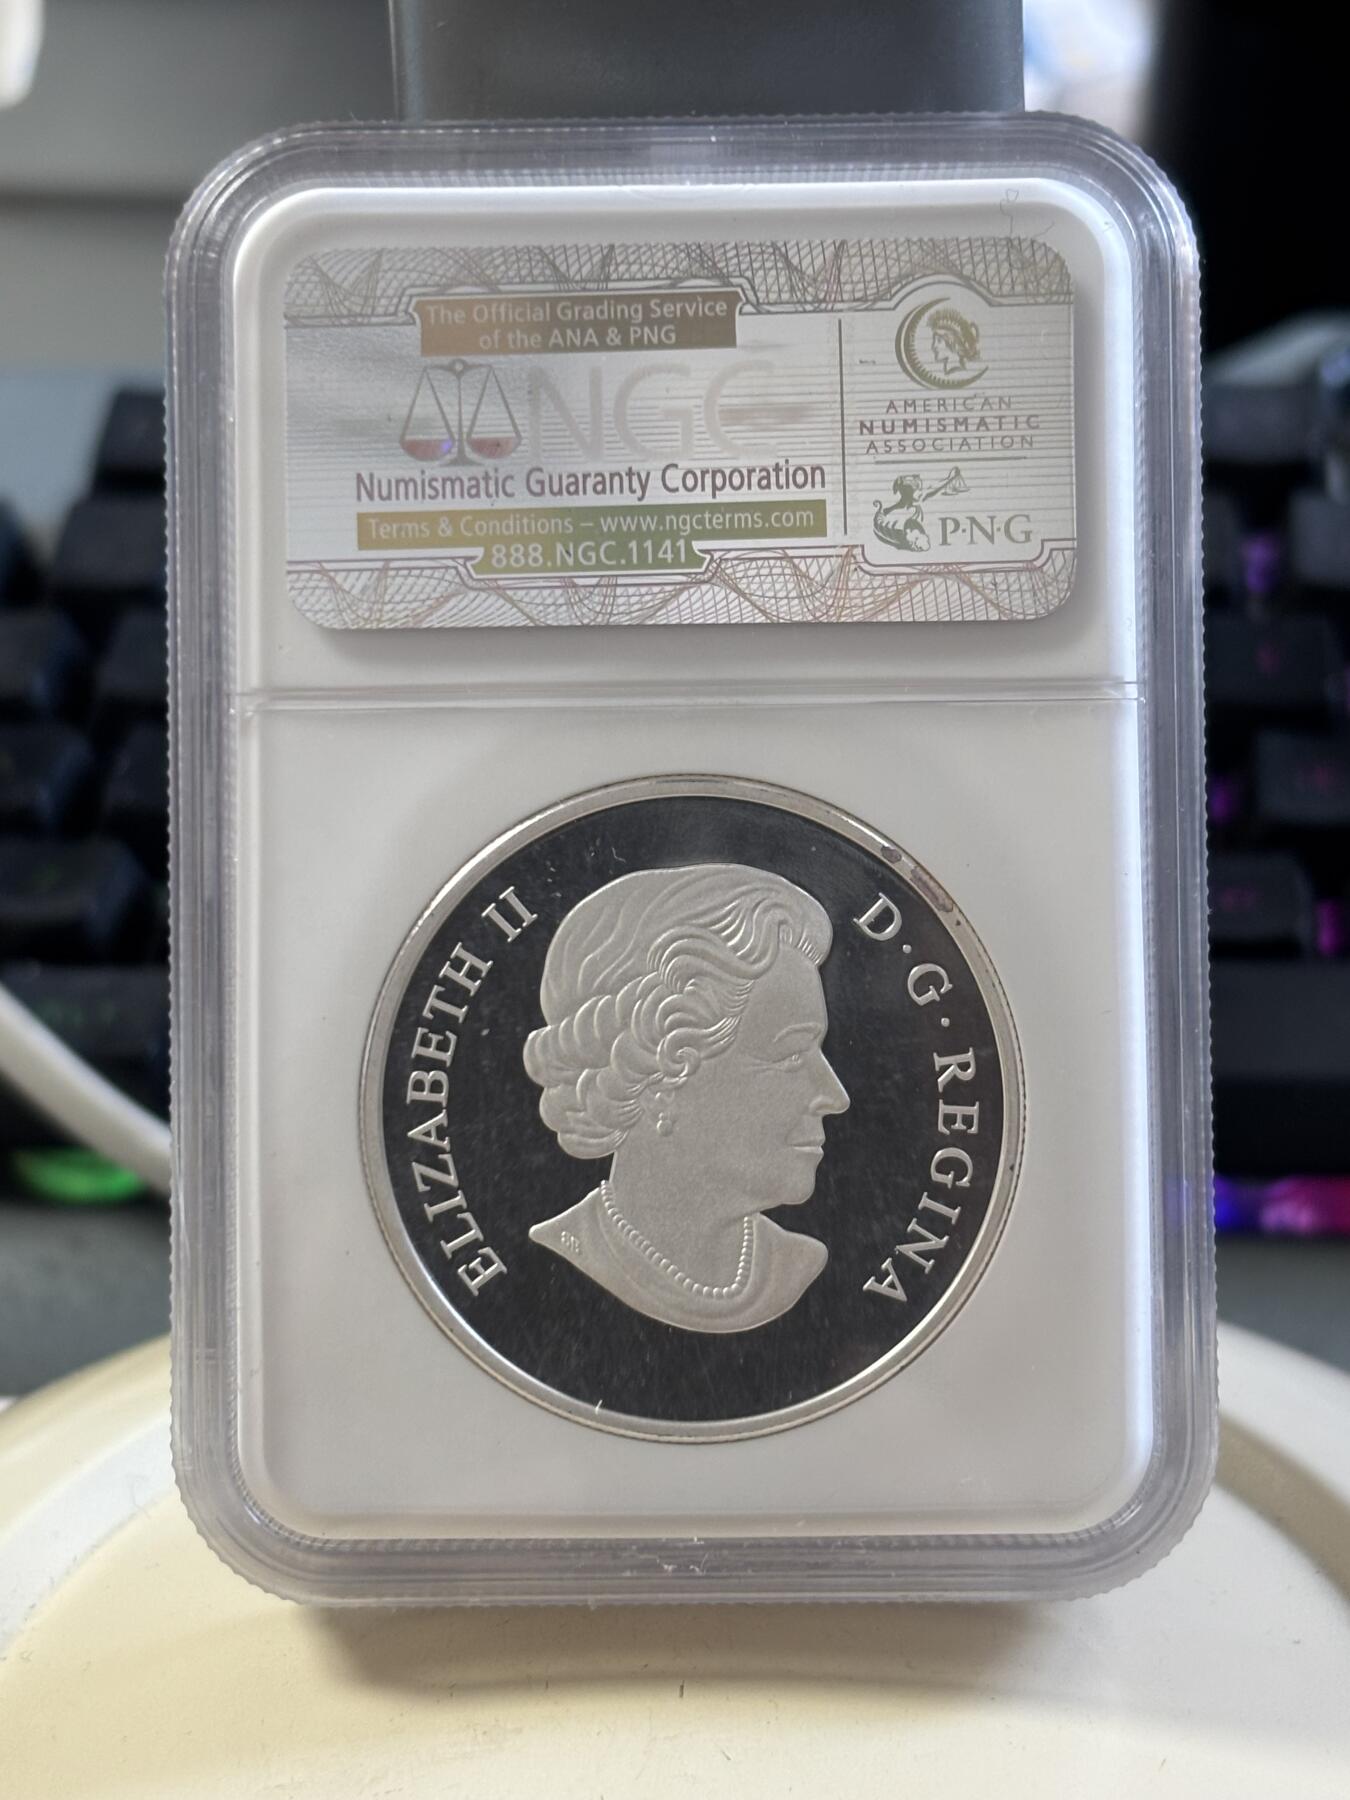 The Official Grading Service
of the ANA & PNG
NGC
Numismatic Guaranty Corporation
Terms & Conditions – www.ngcterms.com
888.NGC.1141
AMERICAN
NUMISMATIC
ASSOCIATION
P·N·G
ELIZABETH II
D·G·REGINA